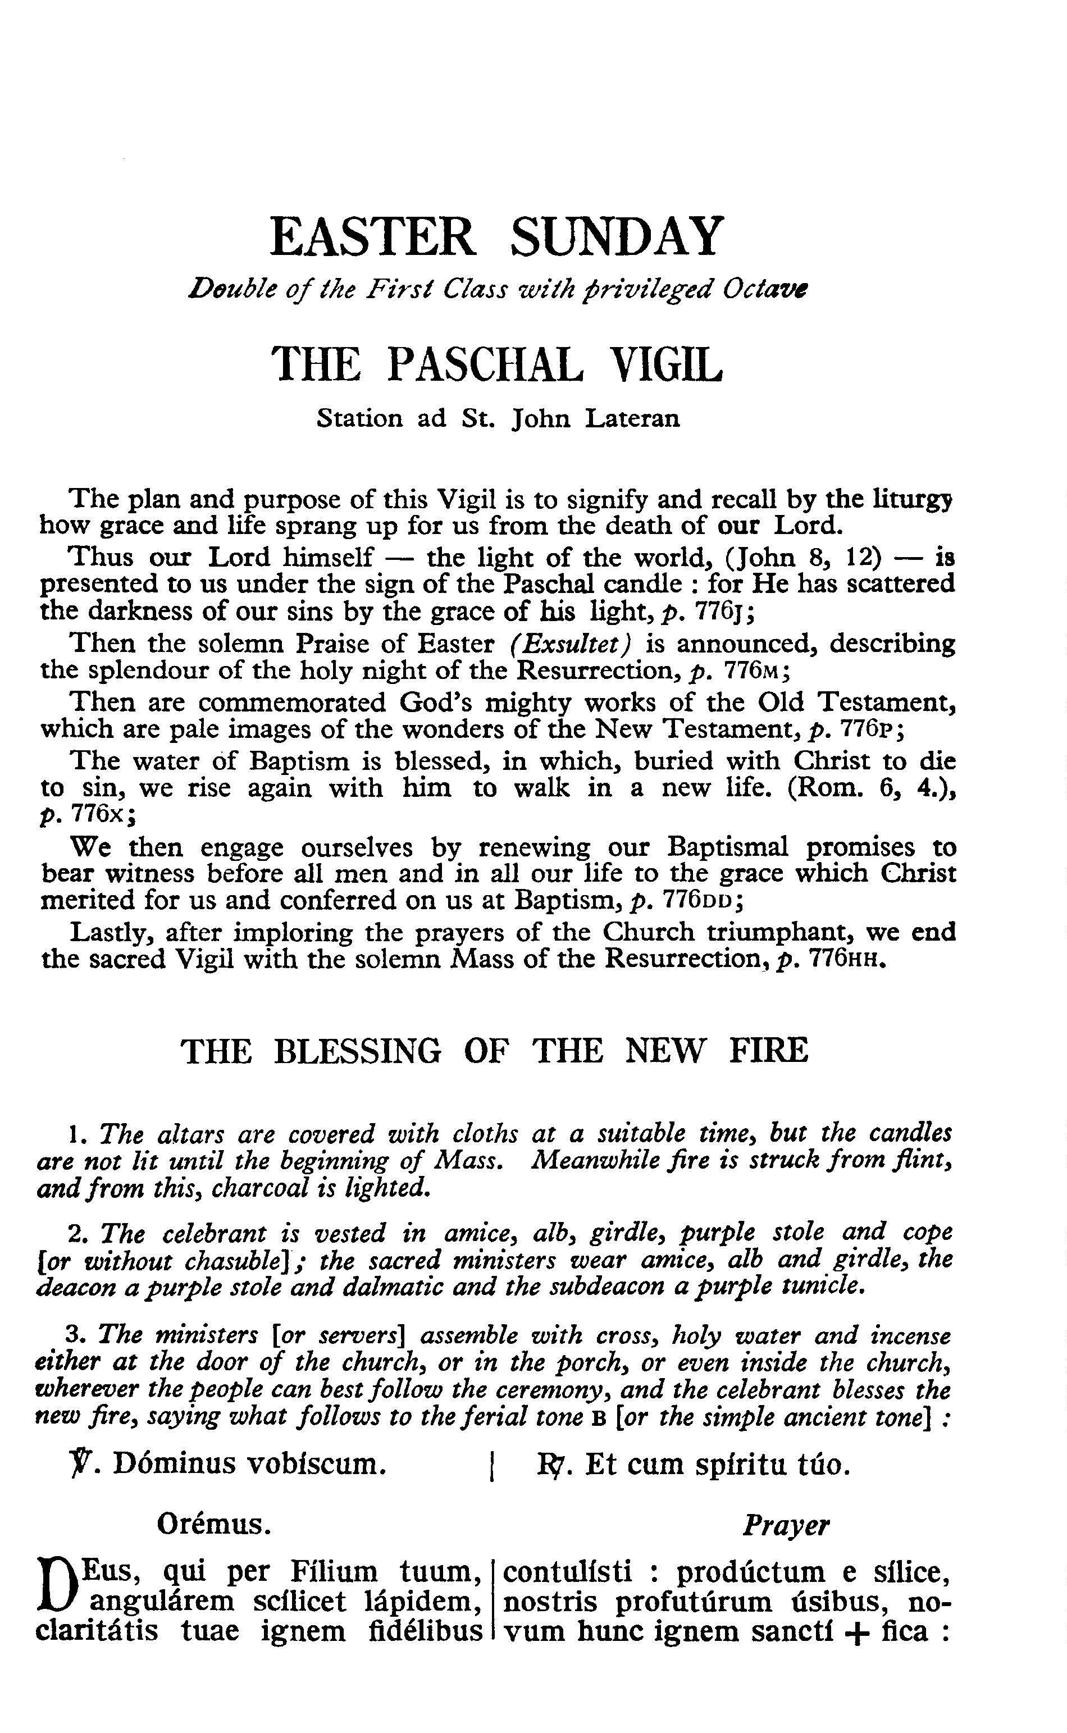 EASTER SUNDAY
Double of the First Class with privileged Octave
THE PASCHAL VIGIL
Station ad St. John Lateran
The plan and purpose of this Vigil is to signify and recall by the liturgy
how grace and life sprang up for us from the death of our Lord.
Thus our Lord himself — the light of the world, (John 8, 12) — is
presented to us under the sign of the Paschal candle : for He has scattered
the darkness of our sins by the grace of his light, p. 776J;
Then the solemn Praise of Easter (Exsultet) is announced, describing
the splendour of the holy night of the Resurrection, p. 776M;
Then are commemorated God's mighty works of the Old Testament,
which are pale images of the wonders of the New Testament, p. 776P;
The water of Baptism is blessed, in which, buried with Christ to die
to sin, we rise again with him to walk in a new life. (Rom. 6, 4.),
p. 776X;
We then engage ourselves by renewing our Baptismal promises to
bear witness before all men and in all our life to the grace which Christ
merited for us and conferred on us at Baptism, p. 776DD;
Lastly, after imploring the prayers of the Church triumphant, we end
the sacred Vigil with the solemn Mass of the Resurrection, p. 776HH.
THE BLESSING OF THE NEW FIRE
1. The altars are covered with cloths at a suitable time, but the candles
are not lit until the beginning of Mass. Meanwhile fire is struck from flint,
and from this, charcoal is lighted.
2. The celebrant is vested in amice, alb, girdle, purple stole and cope
[or without chasuble]; the sacred ministers wear amice, alb and girdle, the
deacon a purple stole and dalmatic and the subdeacon a purple tunicle.
3. The ministers [or servers] assemble with cross, holy water and incense
either at the door of the church, or in the porch, or even inside the church,
wherever the people can best follow the ceremony, and the celebrant blesses the
new fire, saying what follows to the ferial tone B [or the simple ancient tone] :
℣. Dóminus vobíscum. | ℟. Et cum spíritu túo.
Orémus.
Prayer
DEus, qui per Fílium tuum,
angulárem scílicet lápidem,
claritátis tuae ignem fidélibus
contulísti : prodúctum e sílice,
nostris profutúrum úsibus, no-
vum hunc ignem sanctí + fica :